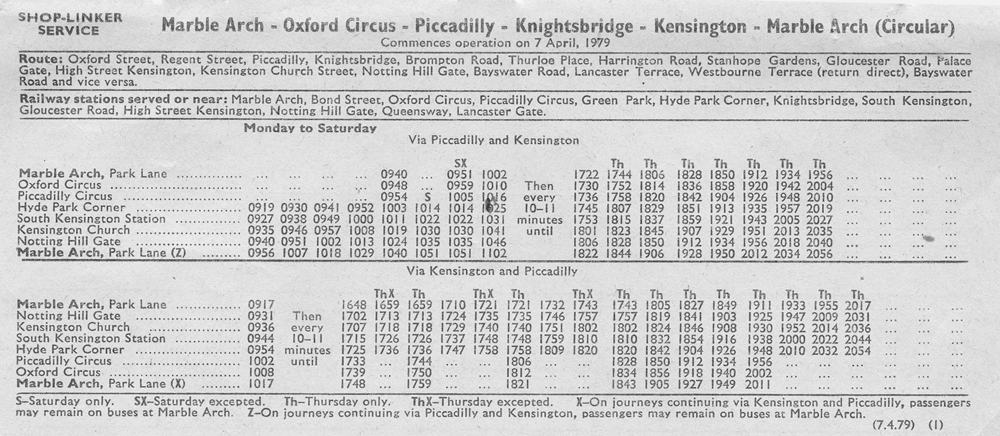 SHOP-LINKER SERVICE
Marble Arch - Oxford Circus - Piccadilly - Knightsbridge - Kensington - Marble Arch (Circular)
Commences operation on 7 April, 1979
Route: Oxford Street, Regent Street, Piccadilly, Knightsbridge, Brompton Road, Thurloe Place, Harrington Road, Stanhope Gardens, Gloucester Road, Palace
Gate, High Street Kensington, Kensington Church Street, Notting Hill Gate, Bayswater Road, Lancaster Terrace, Westbourne Terrace (return direct), Bayswater
Road and vice versa.
Railway stations served or near: Marble Arch, Bond Street, Oxford Circus, Piccadilly Circus, Green Park, Hyde Park Corner, Knightsbridge, South Kensington,
Gloucester Road, High Street Kensington, Notting Hill Gate, Queensway, Lancaster Gate.
Monday to Saturday
Via Piccadilly and Kensington
SX Th Th Th Th Th Th Th
Marble Arch, Park Lane ............... 0940 ... 0951 1002 1722 1744 1806 1828 1850 1912 1934 1956 ... ... ...
Oxford Circus ............... 0948 ... 0959 1010 Then 1730 1752 1814 1836 1858 1920 1942 2004 ... ... ...
Piccadilly Circus ............... 0954 S 1005 1016 every 1736 1758 1820 1842 1904 1926 1948 2010 ... ... ...
Hyde Park Corner ............... 0919 0930 0941 0952 1003 1014 1014 1025 10-11 1745 1807 1829 1851 1913 1935 1957 2019 ... ... ...
South Kensington Station ............ 0927 0938 0949 1000 1011 1022 1022 1031 minutes 1753 1815 1837 1859 1921 1943 2005 2027 ... ... ...
Kensington Church ............... 0935 0946 0957 1008 1019 1030 1030 1041 until 1801 1823 1845 1907 1929 1951 2013 2035 ... ... ...
Notting Hill Gate ............... 0940 0951 1002 1013 1024 1035 1035 1046 1806 1828 1850 1912 1934 1956 2018 2040 ... ... ...
Marble Arch, Park Lane (Z) ......... 0956 1007 1018 1029 1040 1051 1051 1102 1822 1844 1906 1928 1950 2012 2034 2056 ... ... ...
Via Kensington and Piccadilly
ThX Th ThX Th ThX Th Th Th Th Th Th Th
Marble Arch, Park Lane ............... 0917 1648 1659 1659 1710 1721 1721 1732 1743 1743 1805 1827 1849 1911 1933 1955 2017
Notting Hill Gate ............... 0931 Then 1702 1713 1713 1724 1735 1735 1746 1757 1757 1819 1841 1903 1925 1947 2009 2031
Kensington Church ............... 0936 every 1707 1718 1718 1729 1740 1740 1751 1802 1802 1824 1846 1908 1930 1952 2014 2036
South Kensington Station ............ 0944 10-11 1715 1726 1726 1737 1748 1748 1759 1810 1810 1832 1854 1916 1938 2000 2022 2044
Hyde Park Corner ............... 0954 minutes 1725 1736 1736 1747 1758 1758 1809 1820 1820 1842 1904 1926 1948 2010 2032 2054
Piccadilly Circus ............... 1002 until 1733 ... 1744 1806 1828 1850 1912 1934 1956
Oxford Circus ............... 1008 1739 ... 1750 1812 1834 1856 1918 1940 2002
Marble Arch, Park Lane (X) ......... 1017 1748 ... 1759 1821 1843 1905 1927 1949 2011
S-Saturday only. SX-Saturday excepted. Th-Thursday only. ThX-Thursday excepted. X-On journeys continuing via Kensington and Piccadilly, passengers
may remain on buses at Marble Arch. Z-On journeys continuing via Piccadilly and Kensington, passengers may remain on buses at Marble Arch.
(7.4.79) (1)